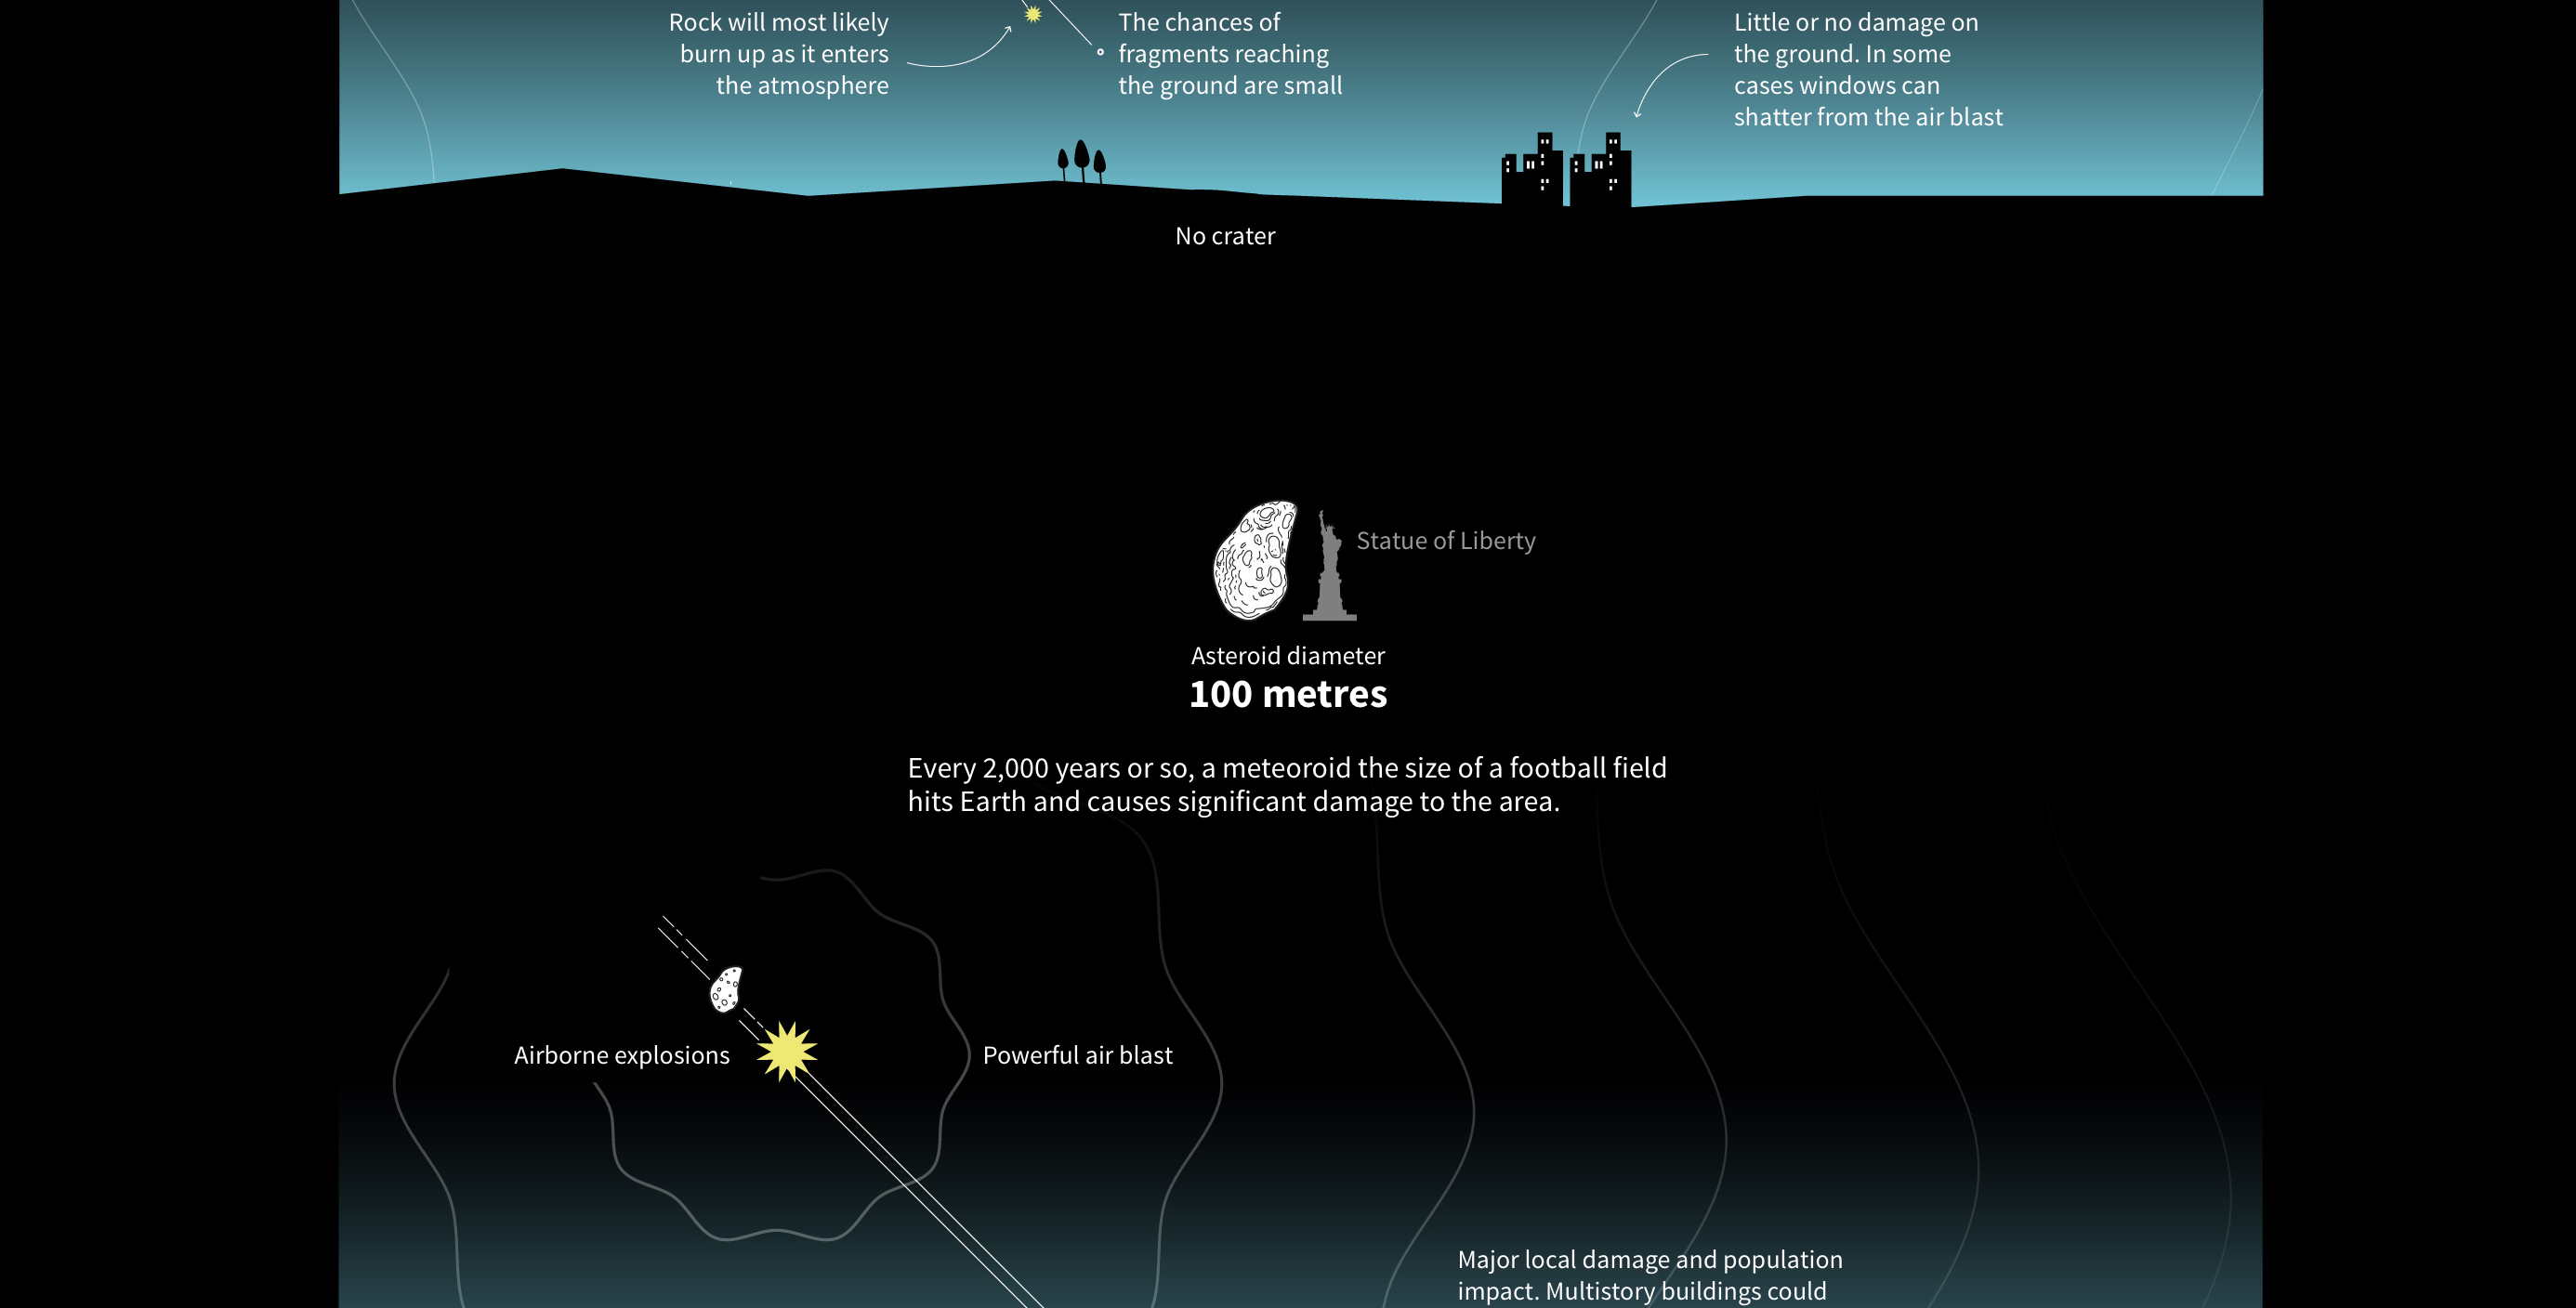 Rock will most likely
burn up as it enters
the atmosphere
The chances of
fragments reaching
the ground are small
Little or no damage on
the ground. In some
cases windows can
shatter from the air blast
No crater
Statue of Liberty
Asteroid diameter
100 metres
Every 2,000 years or so, a meteoroid the size of a football field
hits Earth and causes significant damage to the area.
Airborne explosions
Powerful air blast
Major local damage and population
impact. Multistory buildings could